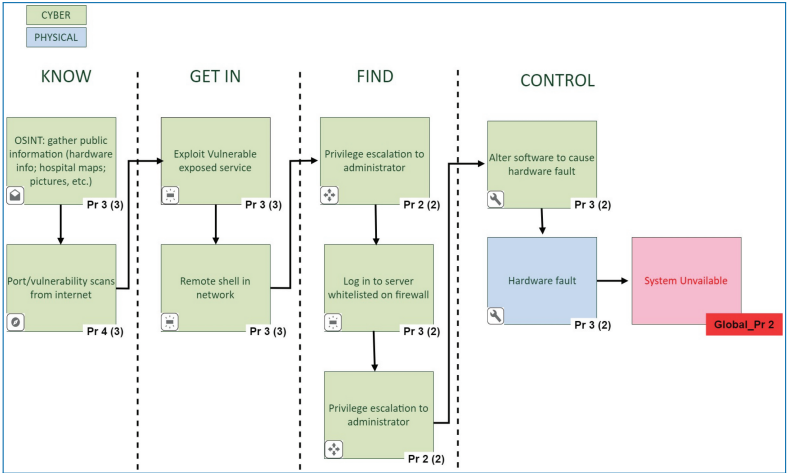 CYBER
PHYSICAL
KNOW
GET IN
FIND
CONTROL
OSINT: gather public
information (hardware
info; hospital maps;
pictures, etc.)
Pr 3 (3)
Port/vulnerability scans
from internet
Pr 4 (3)
Exploit Vulnerable
exposed service
Pr 3 (3)
Remote shell in
network
Pr 3 (3)
Privilege escalation to
administrator
Pr 2 (2)
Log in to server
whitelisted on firewall
Pr 3 (2)
Privilege escalation to
administrator
Pr 2 (2)
Alter software to cause
hardware fault
Pr 3 (2)
Hardware fault
Pr 3 (2)
System Unvailable
Global_Pr 2